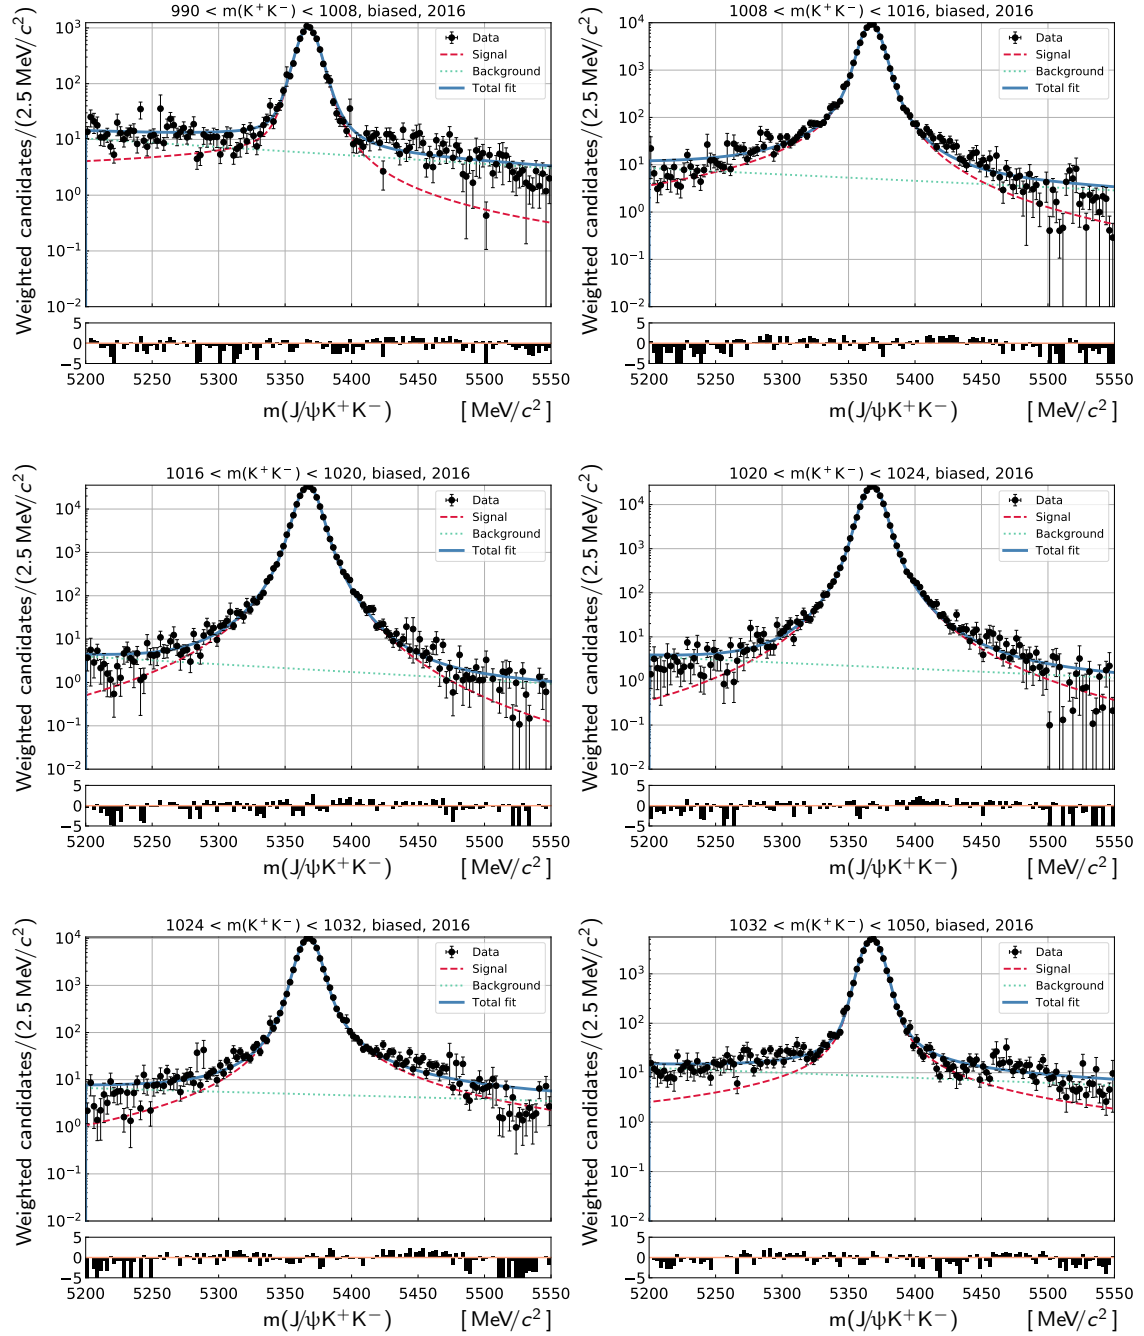 990 < m(K⁺K⁻) < 1008, biased, 2016
Weighted candidates/(2.5 MeV/c²)
10³
10²
10¹
10⁰
10⁻¹
10⁻²
Data
Signal
Background
Total fit
5
0
−5
5200 5250 5300 5350 5400 5450 5500 5550
m(J/ψK⁺K⁻) [MeV/c²]
1008 < m(K⁺K⁻) < 1016, biased, 2016
Weighted candidates/(2.5 MeV/c²)
10⁴
10³
10²
10¹
10⁰
10⁻¹
10⁻²
Data
Signal
Background
Total fit
5
0
−5
5200 5250 5300 5350 5400 5450 5500 5550
m(J/ψK⁺K⁻) [MeV/c²]
1016 < m(K⁺K⁻) < 1020, biased, 2016
Weighted candidates/(2.5 MeV/c²)
10⁴
10³
10²
10¹
10⁰
10⁻¹
10⁻²
Data
Signal
Background
Total fit
5
0
−5
5200 5250 5300 5350 5400 5450 5500 5550
m(J/ψK⁺K⁻) [MeV/c²]
1020 < m(K⁺K⁻) < 1024, biased, 2016
Weighted candidates/(2.5 MeV/c²)
10⁴
10³
10²
10¹
10⁰
10⁻¹
10⁻²
Data
Signal
Background
Total fit
5
0
−5
5200 5250 5300 5350 5400 5450 5500 5550
m(J/ψK⁺K⁻) [MeV/c²]
1024 < m(K⁺K⁻) < 1032, biased, 2016
Weighted candidates/(2.5 MeV/c²)
10⁴
10³
10²
10¹
10⁰
10⁻¹
10⁻²
Data
Signal
Background
Total fit
5
0
−5
5200 5250 5300 5350 5400 5450 5500 5550
m(J/ψK⁺K⁻) [MeV/c²]
1032 < m(K⁺K⁻) < 1050, biased, 2016
Weighted candidates/(2.5 MeV/c²)
10³
10²
10¹
10⁰
10⁻¹
10⁻²
Data
Signal
Background
Total fit
5
0
−5
5200 5250 5300 5350 5400 5450 5500 5550
m(J/ψK⁺K⁻) [MeV/c²]